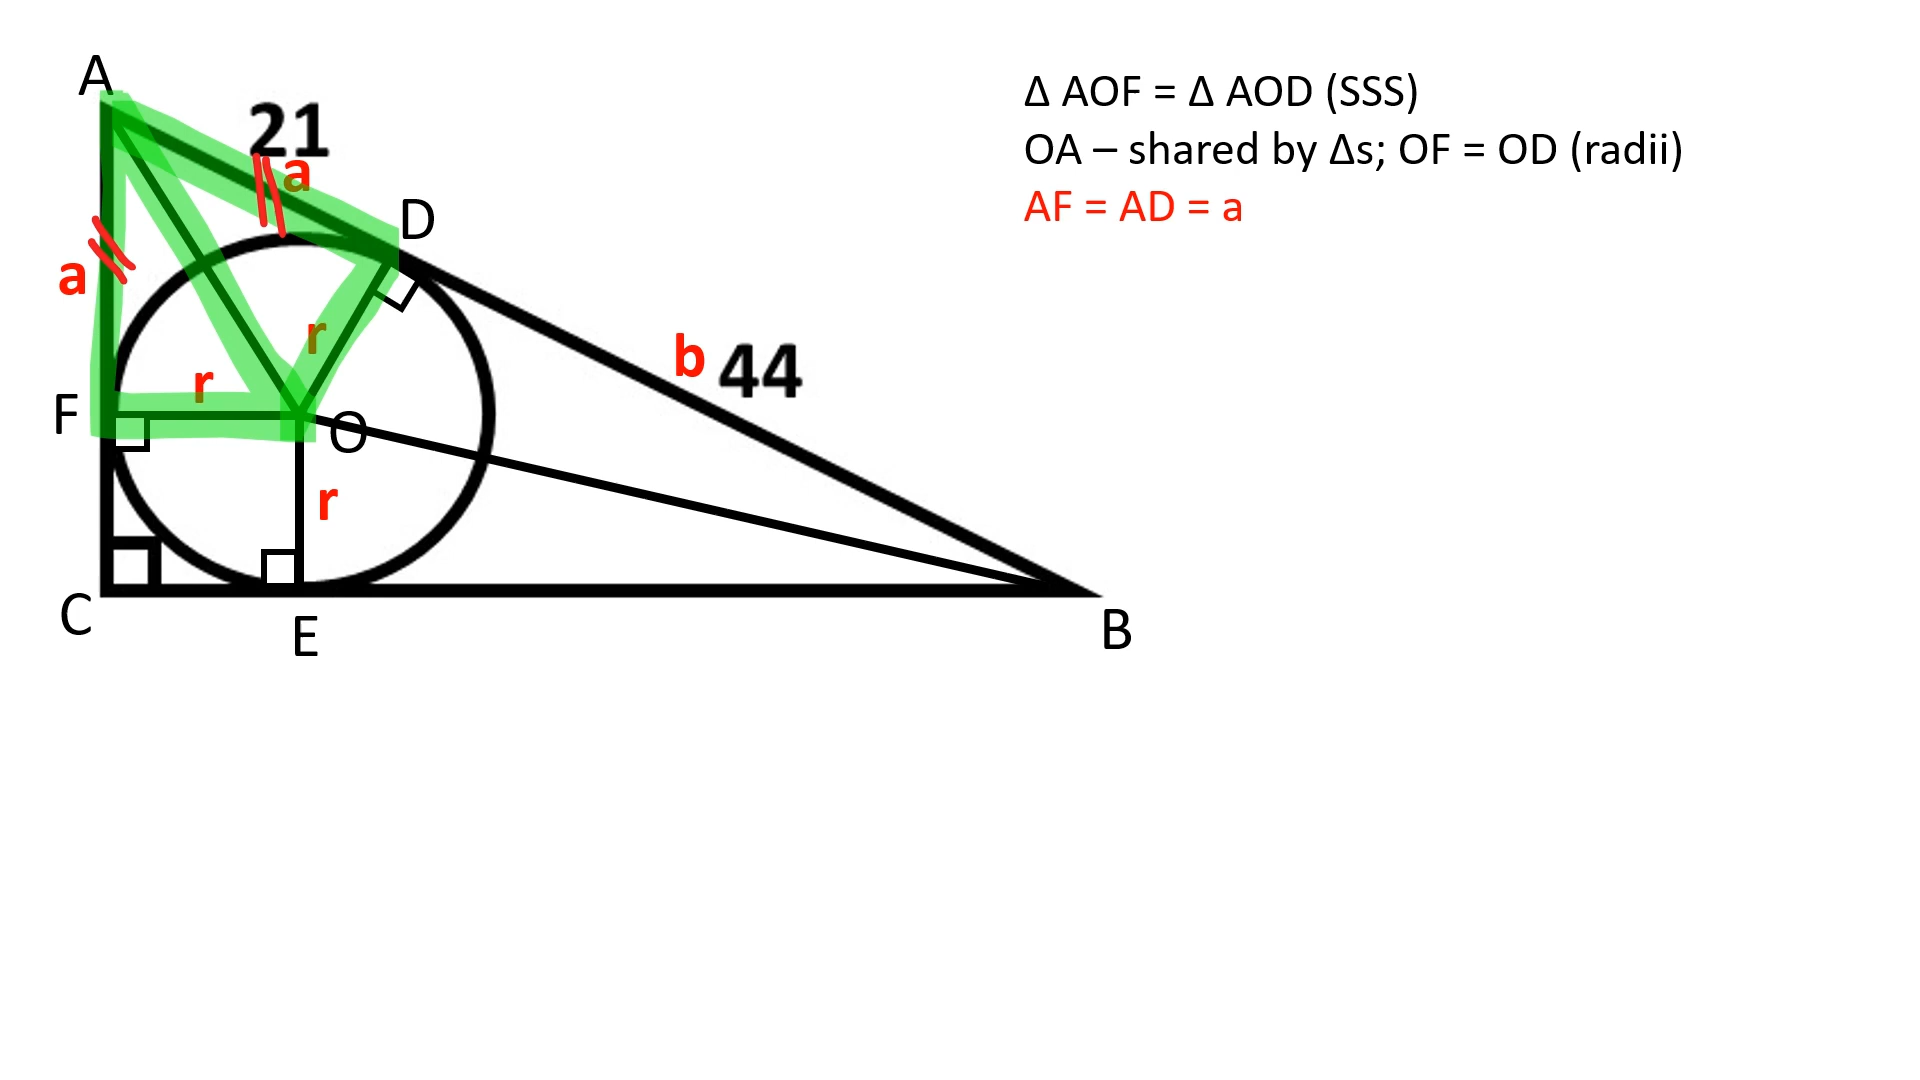 A
21
a
D
a
r
b 44
r
F
O
r
C
E
B
Δ AOF = Δ AOD (SSS)
OA – shared by Δs; OF = OD (radii)
AF = AD = a